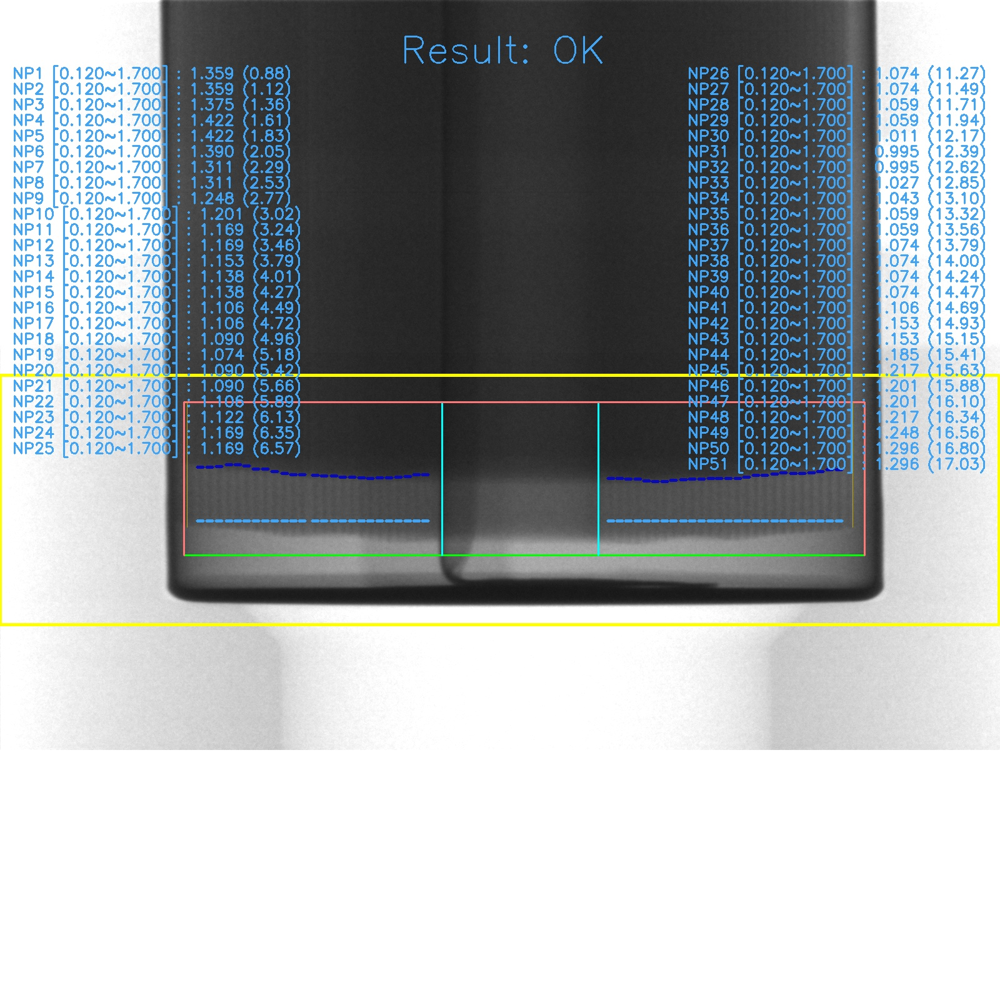 Result: OK
NP1 [0.120~1.700] : 1.359 (0.88)
NP2 [0.120~1.700] : 1.359 (1.12)
NP3 [0.120~1.700] : 1.375 (1.36)
NP4 [0.120~1.700] : 1.422 (1.61)
NP5 [0.120~1.700] : 1.422 (1.83)
NP6 [0.120~1.700] : 1.390 (2.05)
NP7 [0.120~1.700] : 1.311 (2.29)
NP8 [0.120~1.700] : 1.311 (2.53)
NP9 [0.120~1.700] : 1.248 (2.77)
NP10 [0.120~1.700] : 1.201 (3.02)
NP11 [0.120~1.700] : 1.169 (3.24)
NP12 [0.120~1.700] : 1.169 (3.46)
NP13 [0.120~1.700] : 1.153 (3.79)
NP14 [0.120~1.700] : 1.138 (4.01)
NP15 [0.120~1.700] : 1.138 (4.27)
NP16 [0.120~1.700] : 1.106 (4.49)
NP17 [0.120~1.700] : 1.106 (4.72)
NP18 [0.120~1.700] : 1.090 (4.96)
NP19 [0.120~1.700] : 1.074 (5.18)
NP20 [0.120~1.700] : 1.090 (5.42)
NP21 [0.120~1.700] : 1.090 (5.66)
NP22 [0.120~1.700] : 1.106 (5.89)
NP23 [0.120~1.700] : 1.122 (6.13)
NP24 [0.120~1.700] : 1.169 (6.35)
NP25 [0.120~1.700] : 1.169 (6.57)
NP26 [0.120~1.700] : 1.074 (11.27)
NP27 [0.120~1.700] : 1.074 (11.49)
NP28 [0.120~1.700] : 1.059 (11.71)
NP29 [0.120~1.700] : 1.059 (11.94)
NP30 [0.120~1.700] : 1.011 (12.17)
NP31 [0.120~1.700] : 0.995 (12.39)
NP32 [0.120~1.700] : 0.995 (12.62)
NP33 [0.120~1.700] : 1.027 (12.85)
NP34 [0.120~1.700] : 1.043 (13.10)
NP35 [0.120~1.700] : 1.059 (13.32)
NP36 [0.120~1.700] : 1.059 (13.56)
NP37 [0.120~1.700] : 1.074 (13.79)
NP38 [0.120~1.700] : 1.074 (14.00)
NP39 [0.120~1.700] : 1.074 (14.24)
NP40 [0.120~1.700] : 1.074 (14.47)
NP41 [0.120~1.700] : 1.106 (14.69)
NP42 [0.120~1.700] : 1.153 (14.93)
NP43 [0.120~1.700] : 1.153 (15.15)
NP44 [0.120~1.700] : 1.185 (15.41)
NP45 [0.120~1.700] : 1.217 (15.63)
NP46 [0.120~1.700] : 1.201 (15.88)
NP47 [0.120~1.700] : 1.201 (16.10)
NP48 [0.120~1.700] : 1.217 (16.34)
NP49 [0.120~1.700] : 1.248 (16.56)
NP50 [0.120~1.700] : 1.296 (16.80)
NP51 [0.120~1.700] : 1.296 (17.03)